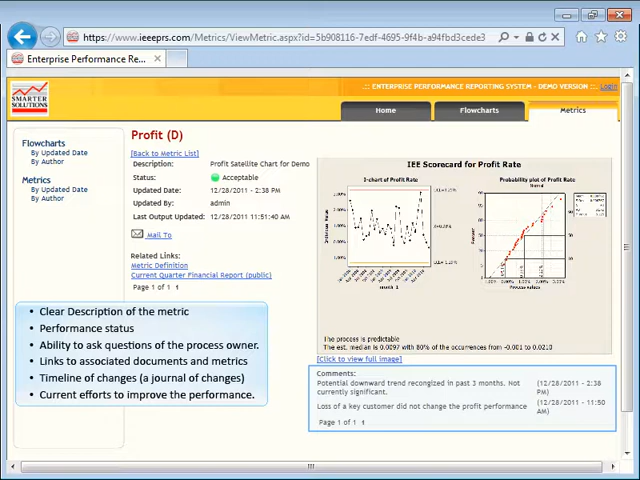 https://www.ieeeprs.com/Metrics/ViewMetric.aspx?id=5b908116-7edf-4695-9f4b-a94fbd3cede3
Enterprise Performance Re...
.:: ENTERPRISE PERFORMANCE REPORTING SYSTEM - DEMO VERSION ::. Login
SMARTER
SOLUTIONS
Home
Flowcharts
Metrics
Flowcharts
By Updated Date
By Author
Metrics
By Updated Date
By Author
Profit (D)
[Back to Metric List]
Description: Profit Satellite Chart for Demo
Status: Acceptable
Updated Date: 12/28/2011 - 2:38 PM
Updated By: admin
Last Output Updated: 12/28/2011 11:51:40 AM
Mail To
Related Links:
Metric Definition
Current Quarter Financial Report (public)
Page 1 of 1 1
IEE Scorecard for Profit Rate
I-chart of Profit Rate
month_1
Probability plot of Profit Rate
Normal
Percent
Process Values
The process is predictable
The est. median is 0.0097 with 80% of the occurrences from -0.001 to 0.0210
[Click to view full image]
• Clear Description of the metric
• Performance status
• Ability to ask questions of the process owner.
• Links to associated documents and metrics
• Timeline of changes (a journal of changes)
• Current efforts to improve the performance.
Comments:
Potential downward trend recongized in past 3 months. Not currently significant. (12/28/2011 - 2:38 PM)
Loss of a key customer did not change the profit performance (12/28/2011 - 11:50 AM)
Page 1 of 1 1